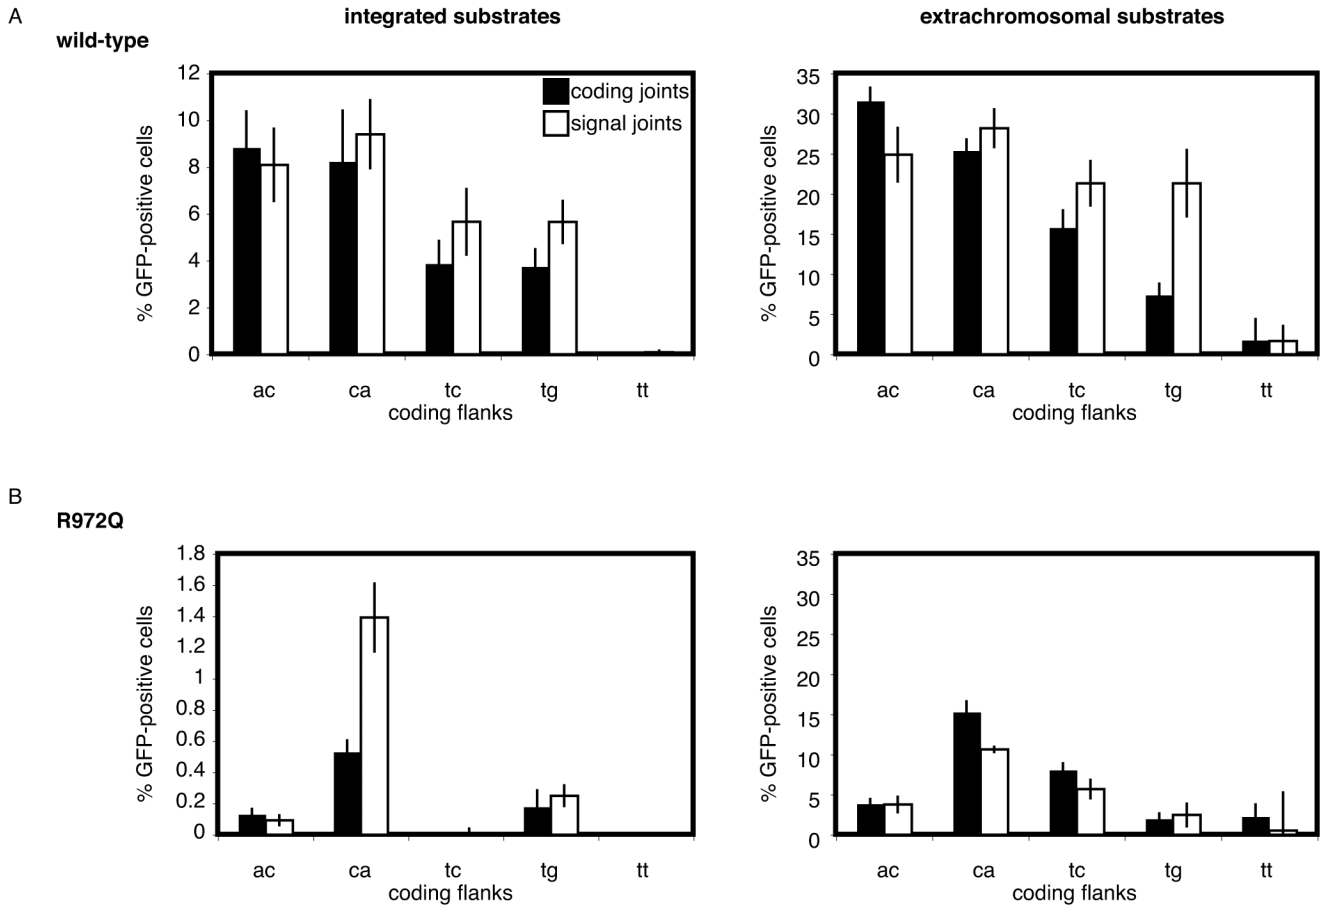 A
integrated substrates
extrachromosomal substrates
wild-type
% GFP-positive cells
12
10
8
6
4
2
0
coding joints
signal joints
ac ca tc tg tt
coding flanks
% GFP-positive cells
35
30
25
20
15
10
5
0
ac ca tc tg tt
coding flanks
B
R972Q
% GFP-positive cells
1.8
1.6
1.4
1.2
1
0.8
0.6
0.4
0.2
0
ac ca tc tg tt
coding flanks
% GFP-positive cells
35
30
25
20
15
10
5
0
ac ca tc tg tt
coding flanks